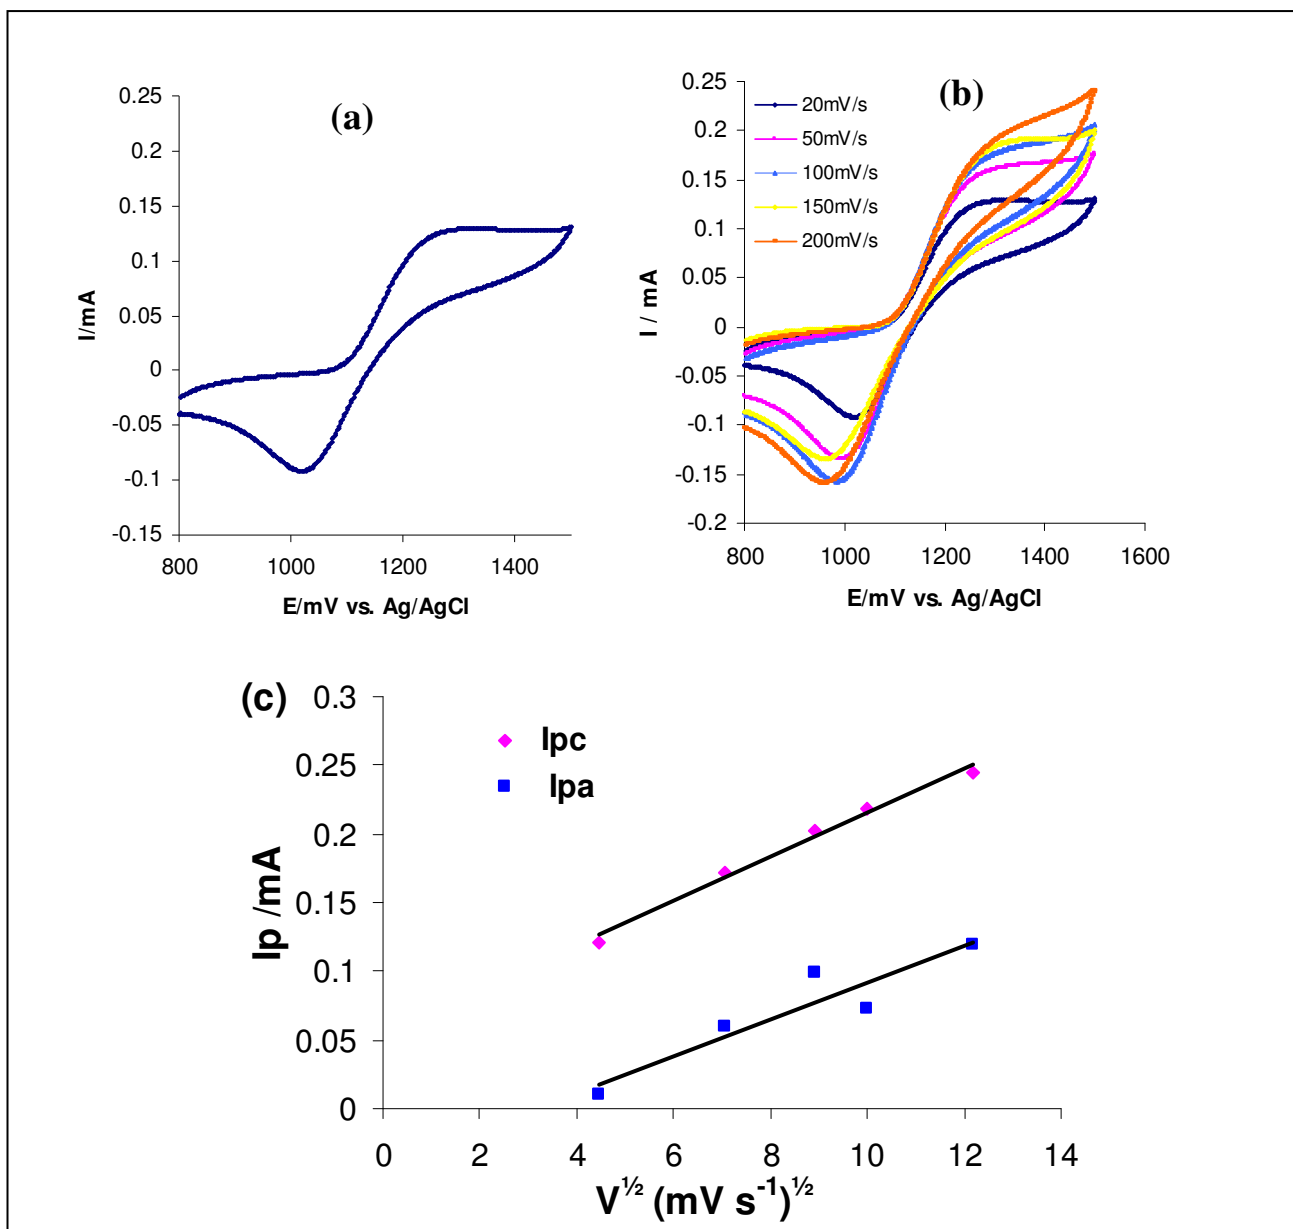 (a)
0.25
0.2
0.15
0.1
0.05
0
-0.05
-0.1
-0.15
I/mA
800 1000 1200 1400
E/mV vs. Ag/AgCl
(b)
20mV/s
50mV/s
100mV/s
150mV/s
200mV/s
0.25
0.2
0.15
0.1
0.05
0
-0.05
-0.1
-0.15
-0.2
I / mA
800 1000 1200 1400 1600
E/mV vs. Ag/AgCl
(c)
Ipc
Ipa
0.3
0.25
0.2
0.15
0.1
0.05
0
Ip /mA
0 2 4 6 8 10 12 14
V½ (mV s⁻¹)½